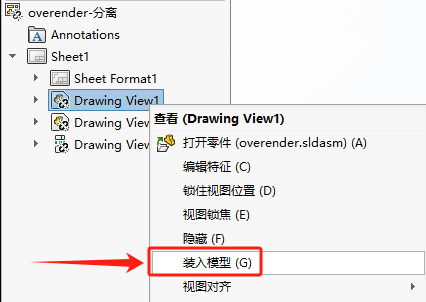 overender-分离
Annotations
Sheet1
Sheet Format1
Drawing View1
Drawing View
Drawing View
查看 (Drawing View1)
打开零件 (overender.sldasm) (A)
编辑特征 (C)
锁住视图位置 (D)
视图锁焦 (E)
隐藏 (F)
装入模型 (G)
视图对齐